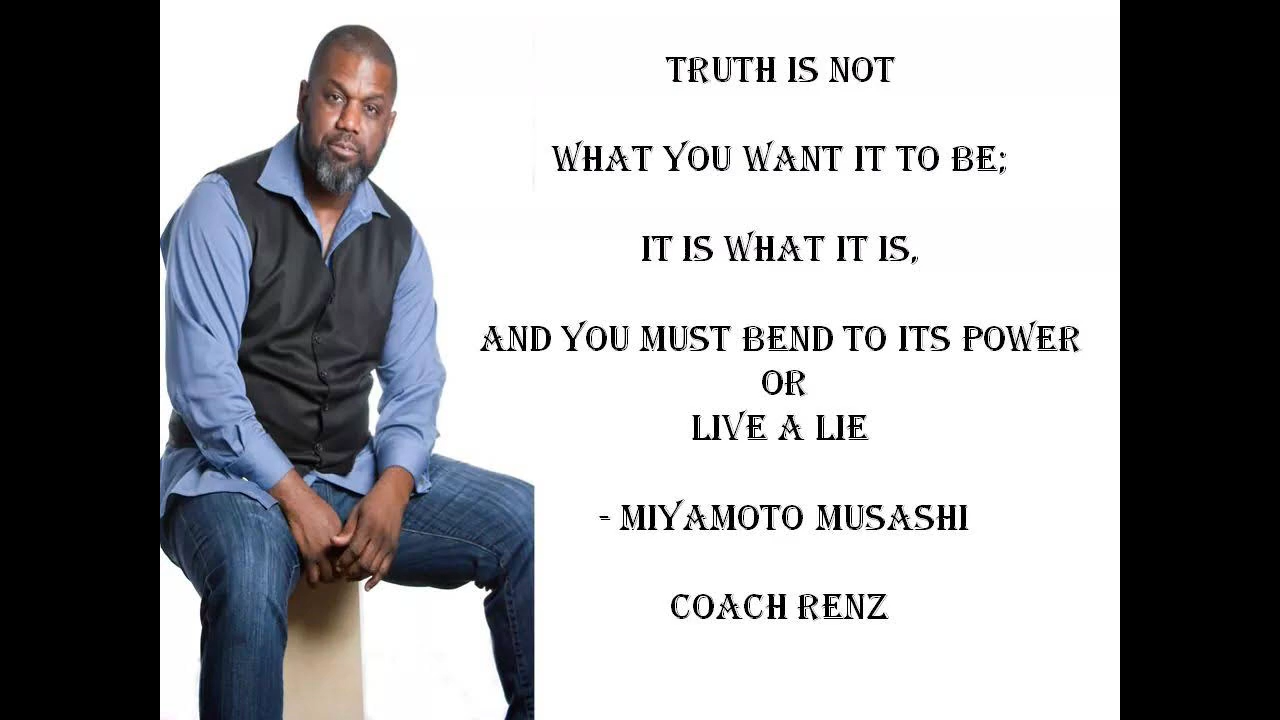 TRUTH IS NOT
WHAT YOU WANT IT TO BE;
IT IS WHAT IT IS,
AND YOU MUST BEND TO ITS POWER
OR
LIVE A LIE
- MIYAMOTO MUSASHI
COACH RENZ